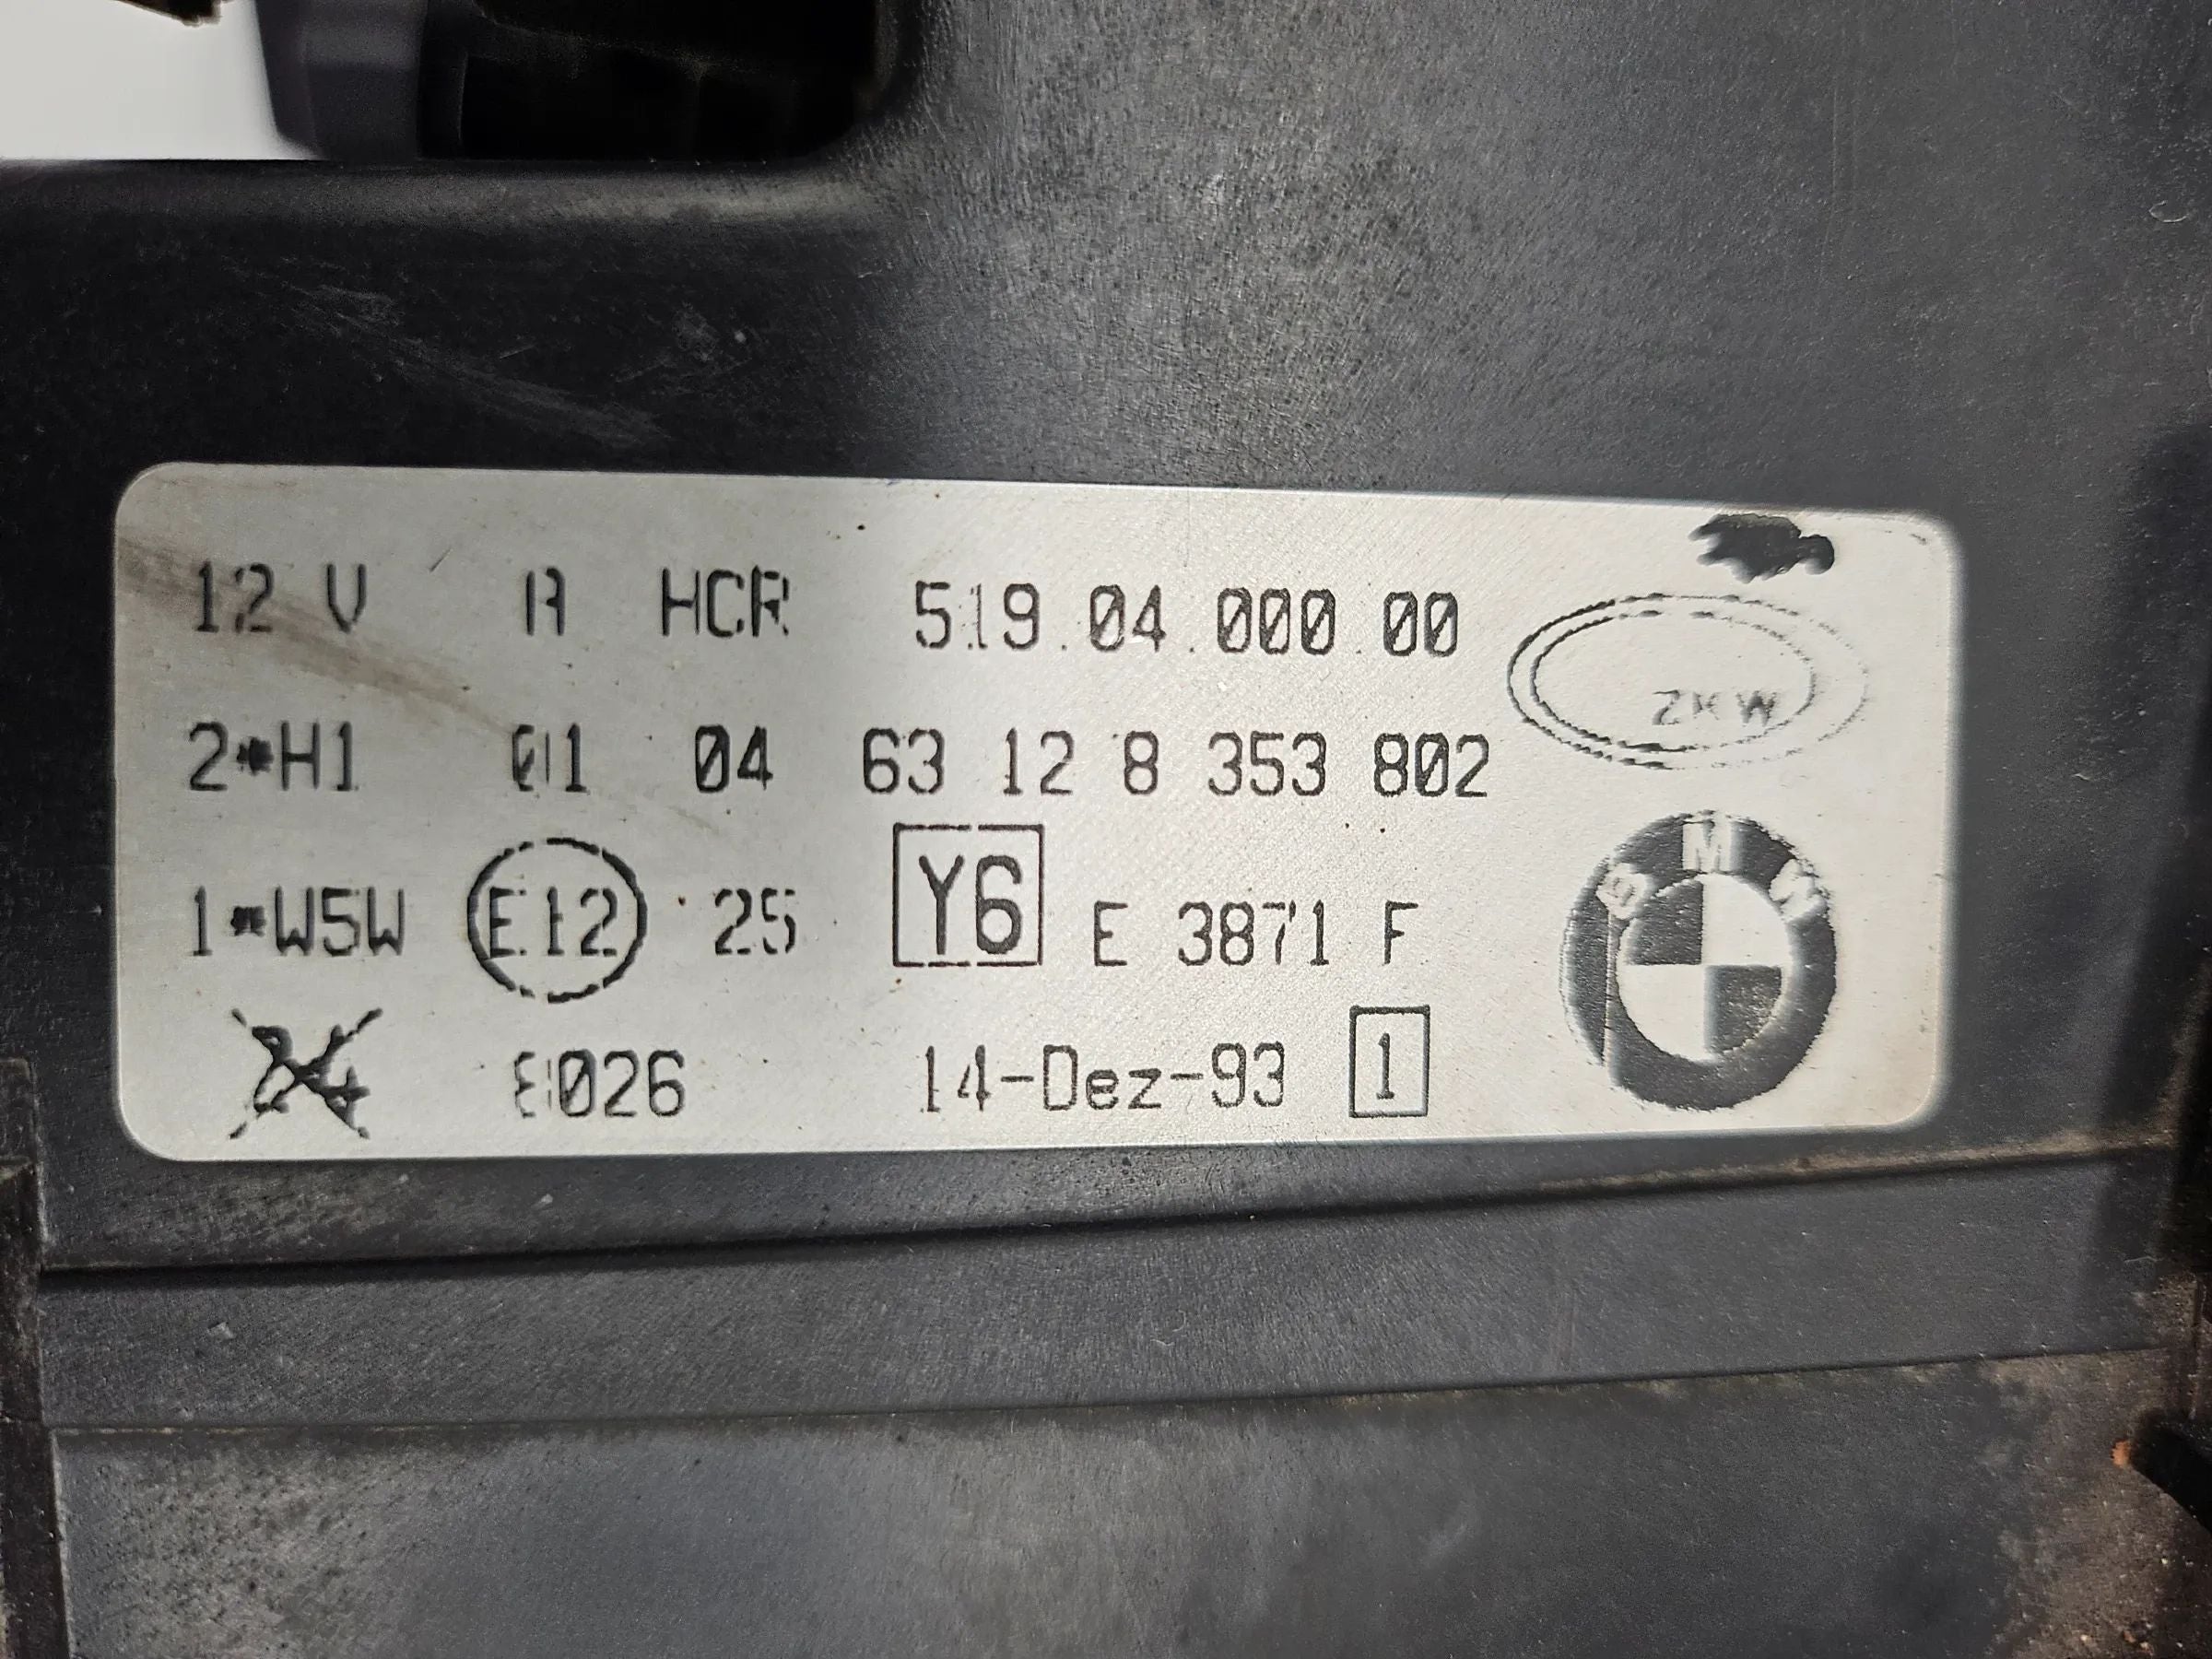 12 V A HCR 519.04.000.00
ZKW
2*H1 01 04 63 12 8 353 802
1*W5W E12 25 Y6 E 3871 F
BMW
8026 14-Dez-93 1